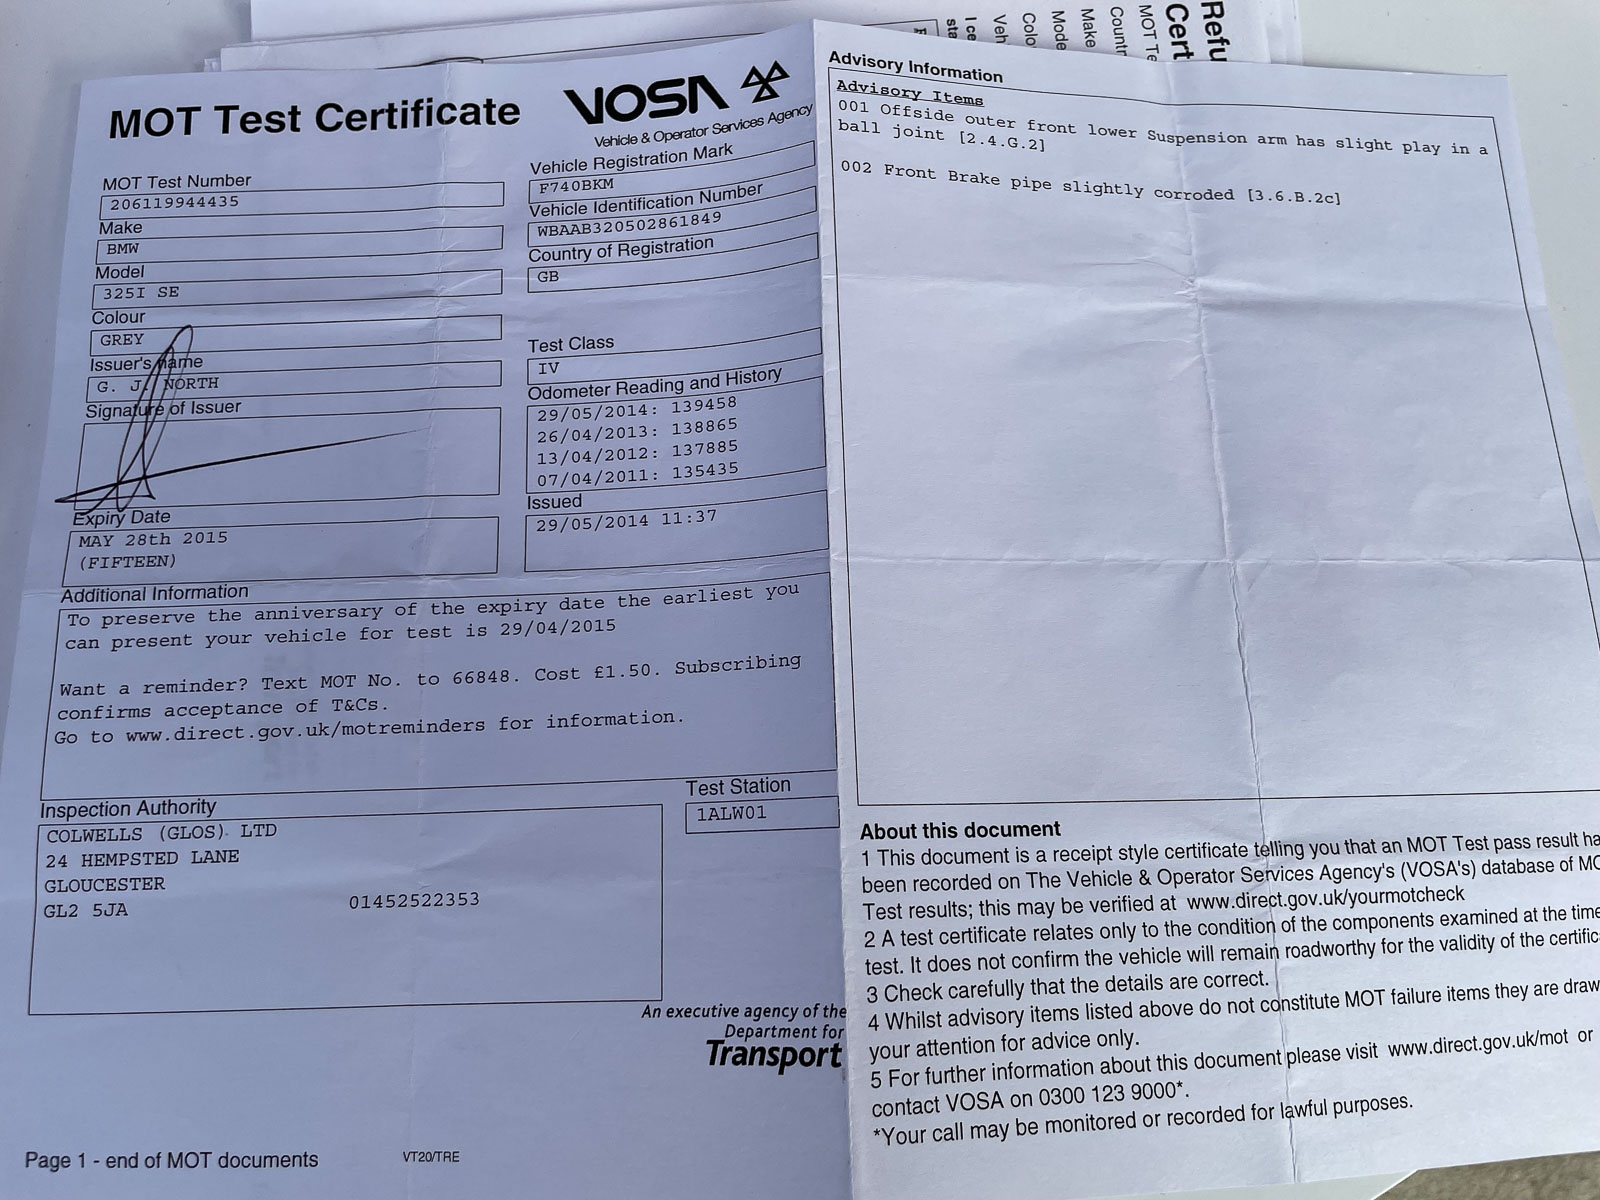 MOT Test Certificate
VOSA
Vehicle & Operator Services Agency
MOT Test Number
206119944435
Make
BMW
Model
325I SE
Colour
GREY
Issuer's name
G. J. NORTH
Signature of Issuer
Expiry Date
MAY 28th 2015
(FIFTEEN)
Vehicle Registration Mark
F740BKM
Vehicle Identification Number
WBAAB320502861849
Country of Registration
GB
Test Class
IV
Odometer Reading and History
29/05/2014: 139458
26/04/2013: 138865
13/04/2012: 137885
07/04/2011: 135435
Issued
29/05/2014 11:37
Additional Information
To preserve the anniversary of the expiry date the earliest you
can present your vehicle for test is 29/04/2015
Want a reminder? Text MOT No. to 66848. Cost £1.50. Subscribing
confirms acceptance of T&Cs.
Go to www.direct.gov.uk/motreminders for information.
Inspection Authority
COLWELLS (GLOS) LTD
24 HEMPSTED LANE
GLOUCESTER
GL2 5JA 01452522353
Test Station
1ALW01
An executive agency of the
Department for
Transport
Page 1 - end of MOT documents
VT20/TRE
Advisory Information
Advisory Items
001 Offside outer front lower Suspension arm has slight play in a
ball joint [2.4.G.2]
002 Front Brake pipe slightly corroded [3.6.B.2c]
About this document
1 This document is a receipt style certificate telling you that an MOT Test pass result ha
been recorded on The Vehicle & Operator Services Agency's (VOSA's) database of MO
Test results; this may be verified at www.direct.gov.uk/yourmotcheck
2 A test certificate relates only to the condition of the components examined at the time
test. It does not confirm the vehicle will remain roadworthy for the validity of the certific
3 Check carefully that the details are correct.
4 Whilst advisory items listed above do not constitute MOT failure items they are draw
your attention for advice only.
5 For further information about this document please visit www.direct.gov.uk/mot or
contact VOSA on 0300 123 9000*.
*Your call may be monitored or recorded for lawful purposes.
Refu
Cert
MOT Te
Countr
Make
Mode
Colo
Veh
I ce
sta